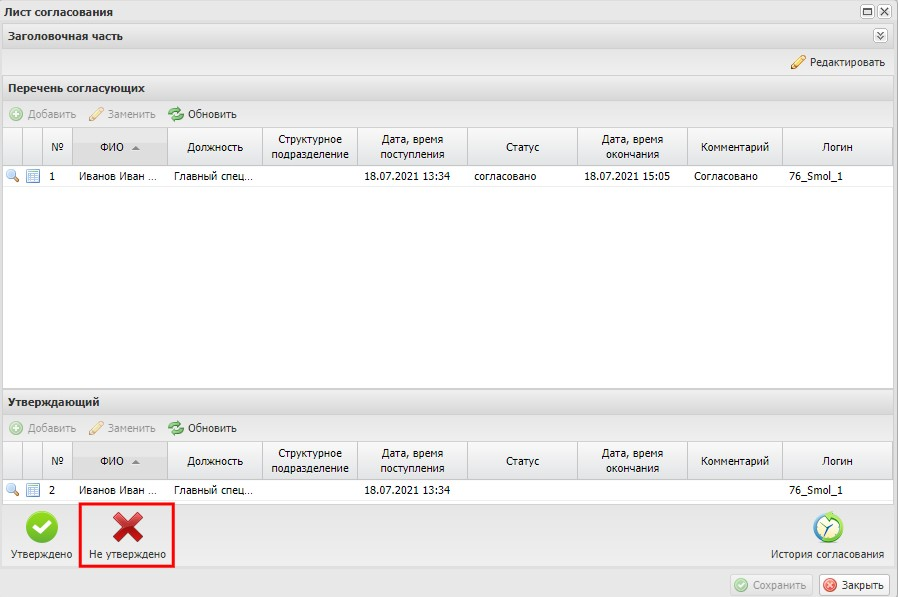 Лист согласования
Заголовочная часть
Редактировать
Перечень согласующих
Добавить Заменить Обновить
№ ФИО Должность Структурное подразделение Дата, время поступления Статус Дата, время окончания Комментарий Логин
1 Иванов Иван ... Главный спец... 18.07.2021 13:34 согласовано 18.07.2021 15:05 Согласовано 76_Smol_1
Утверждающий
Добавить Заменить Обновить
№ ФИО Должность Структурное подразделение Дата, время поступления Статус Дата, время окончания Комментарий Логин
2 Иванов Иван ... Главный спец... 18.07.2021 13:34 76_Smol_1
Утверждено Не утверждено История согласования
Сохранить Закрыть